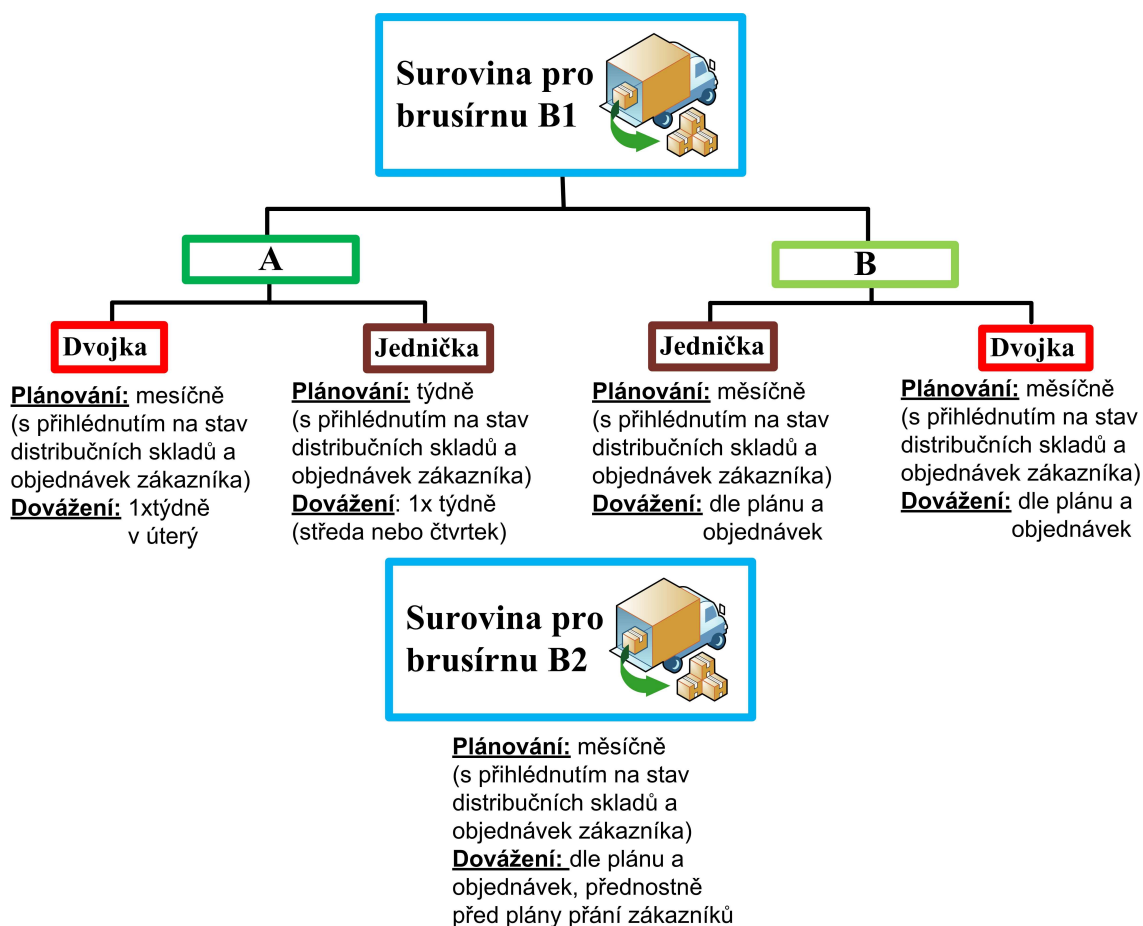 Surovina pro
brusírnu B1
A
B
Dvojka
Plánování: mesíčně
(s přihlédnutím na stav
distribučních skladů a
objednávek zákazníka)
Dovážení: 1xtýdně
v úterý
Jednička
Plánování: týdně
(s přihlédnutím na stav
distribučních skladů a
objednávek zákazníka)
Dovážení: 1x týdně
(středa nebo čtvrtek)
Jednička
Plánování: měsíčně
(s přihlédnutím na stav
distribučních skladů a
objednávek zákazníka)
Dovážení: dle plánu a
objednávek
Dvojka
Plánování: měsíčně
(s přihlédnutím na stav
distribučních skladů a
objednávek zákazníka)
Dovážení: dle plánu a
objednávek
Surovina pro
brusírnu B2
Plánování: měsíčně
(s přihlédnutím na stav
distribučních skladů a
objednávek zákazníka)
Dovážení: dle plánu a
objednávek, přednostně
před plány přání zákazníků